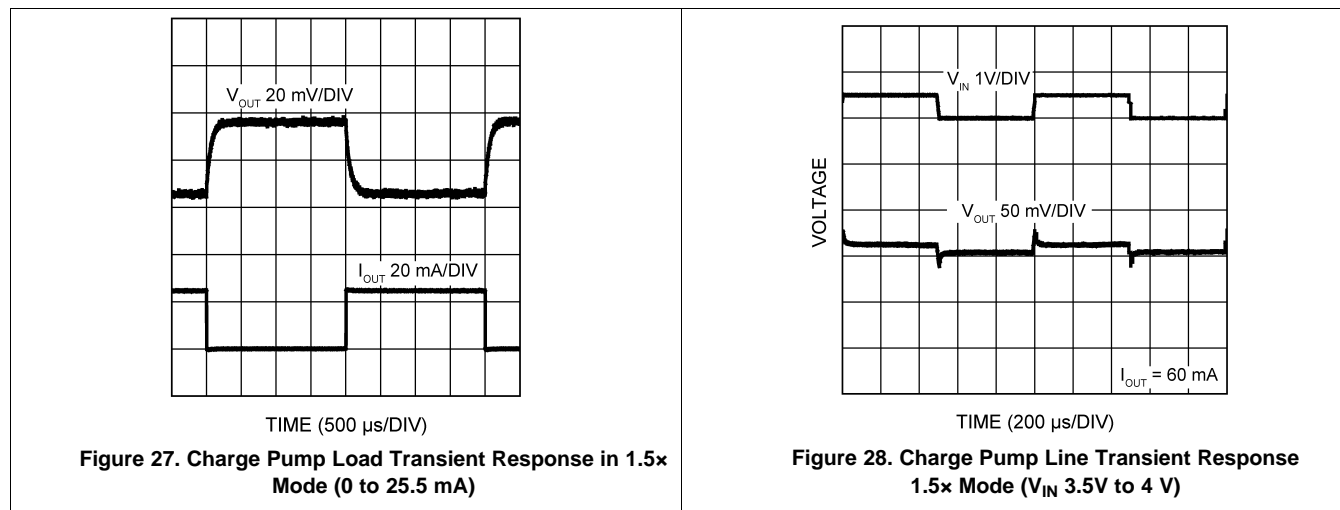 V_OUT 20 mV/DIV
I_OUT 20 mA/DIV
TIME (500 µs/DIV)
Figure 27. Charge Pump Load Transient Response in 1.5×
Mode (0 to 25.5 mA)
VOLTAGE
V_IN 1V/DIV
V_OUT 50 mV/DIV
I_OUT = 60 mA
TIME (200 µs/DIV)
Figure 28. Charge Pump Line Transient Response
1.5× Mode (V_IN 3.5V to 4 V)